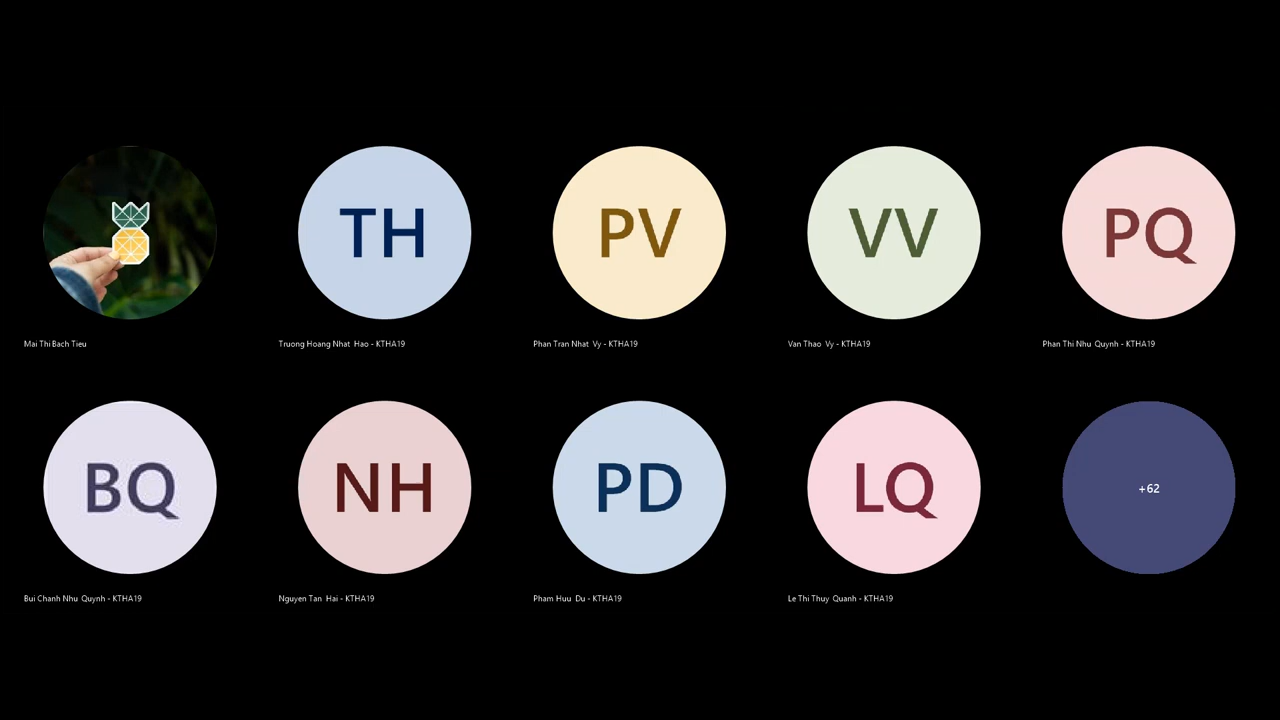 TH
PV
VV
PQ
Mai Thi Bach Tieu
Truong Hoang Nhat Hao - KTHA19
Phan Tran Nhat Vy - KTHA19
Van Thao Vy - KTHA19
Phan Thi Nhu Quynh - KTHA19
BQ
NH
PD
LQ
+62
Bui Chanh Nhu Quynh - KTHA19
Nguyen Tan Hai - KTHA19
Pham Huu Du - KTHA19
Le Thi Thuy Quanh - KTHA19